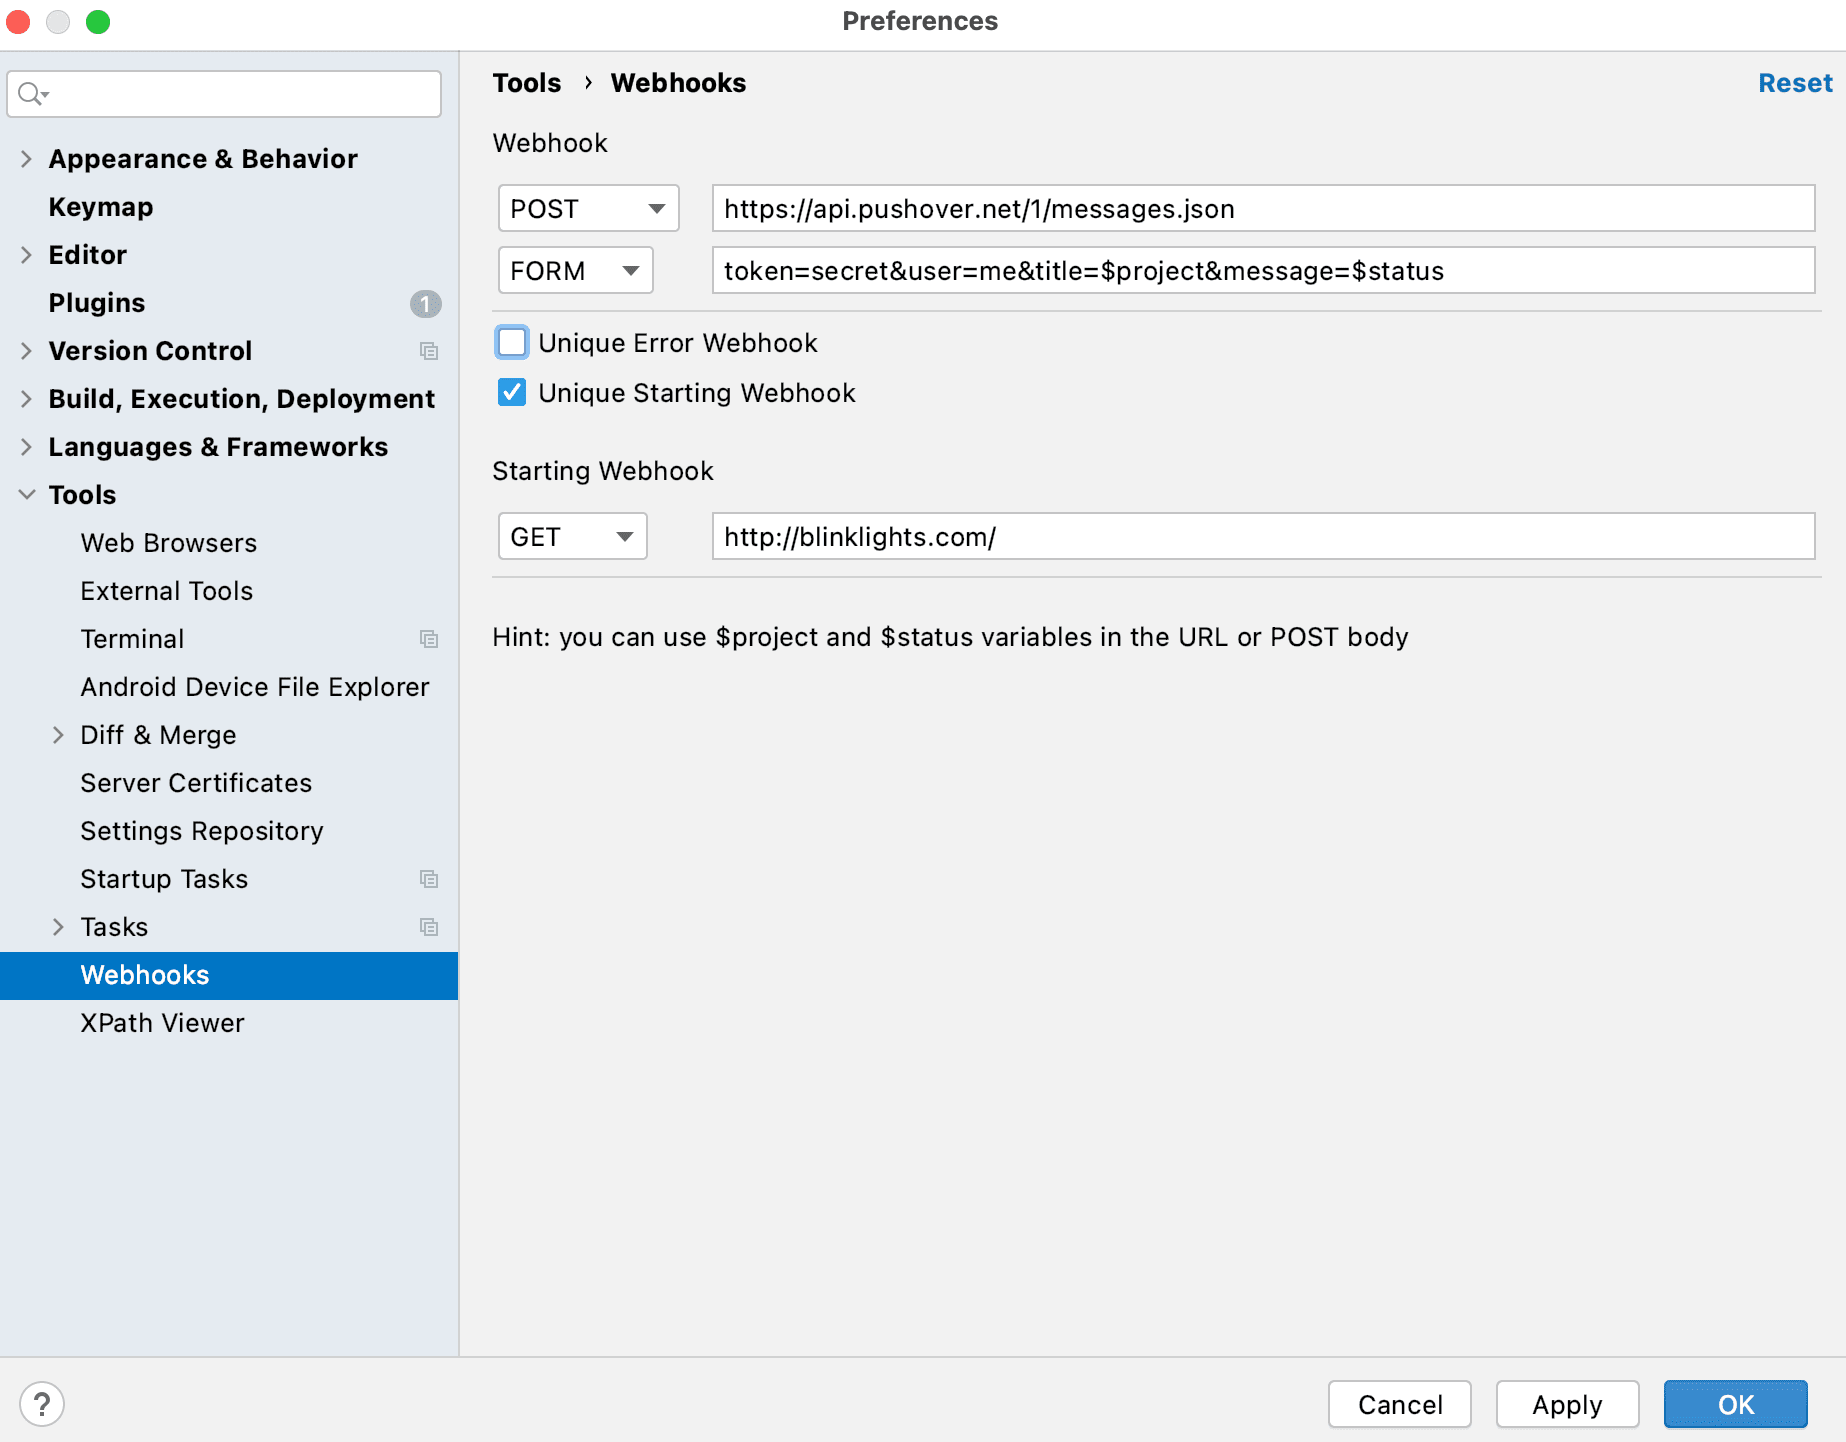 Preferences
Appearance & Behavior
Keymap
Editor
Plugins 1
Version Control
Build, Execution, Deployment
Languages & Frameworks
Tools
Web Browsers
External Tools
Terminal
Android Device File Explorer
Diff & Merge
Server Certificates
Settings Repository
Startup Tasks
Tasks
Webhooks
XPath Viewer
Tools › Webhooks
Reset
Webhook
POST https://api.pushover.net/1/messages.json
FORM token=secret&user=me&title=$project&message=$status
Unique Error Webhook
Unique Starting Webhook
Starting Webhook
GET http://blinklights.com/
Hint: you can use $project and $status variables in the URL or POST body
?
Cancel
Apply
OK